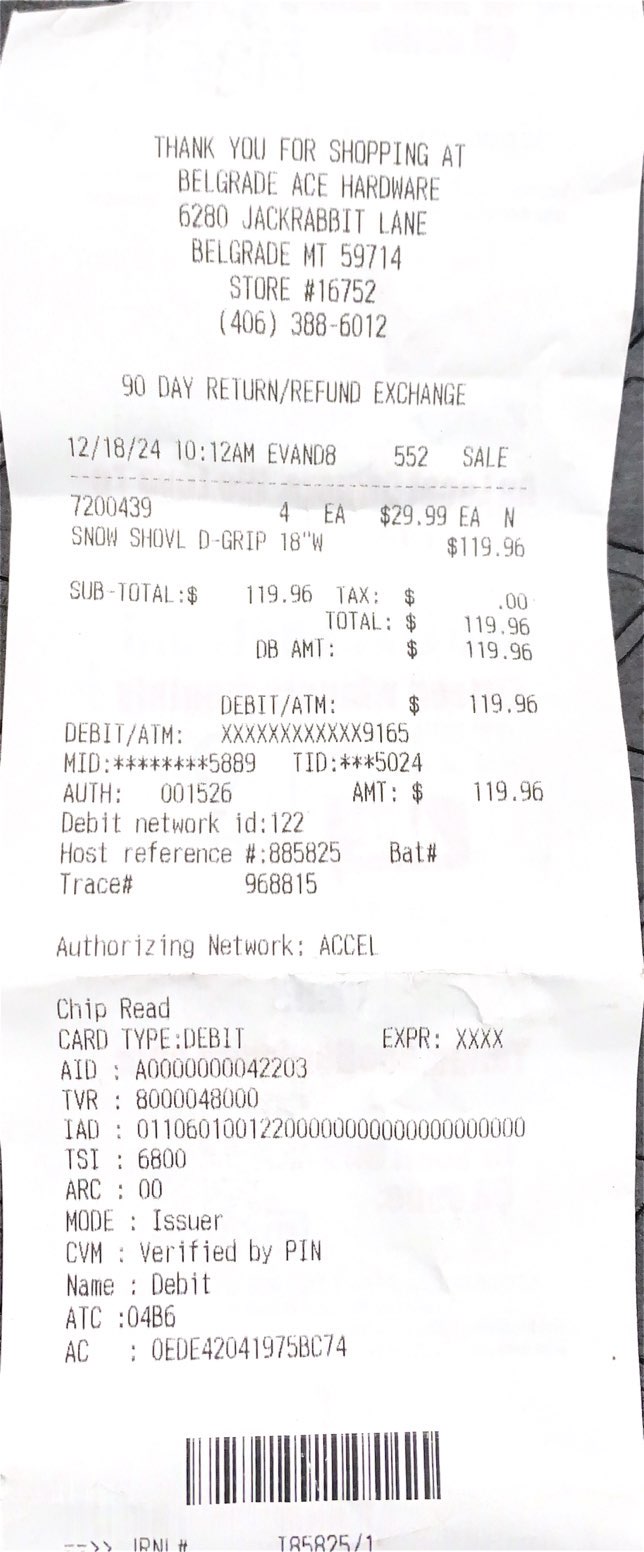 THANK YOU FOR SHOPPING AT
BELGRADE ACE HARDWARE
6280 JACKRABBIT LANE
BELGRADE MT 59714
STORE #16752
(406) 388-6012
90 DAY RETURN/REFUND EXCHANGE
12/18/24 10:12AM EVAND8 552 SALE
7200439 4 EA $29.99 EA N
SNOW SHOVL D-GRIP 18"W $119.96
SUB-TOTAL:$ 119.96 TAX: $ .00
TOTAL: $ 119.96
DB AMT: $ 119.96
DEBIT/ATM: $ 119.96
DEBIT/ATM: XXXXXXXXXXXX9165
MID:********5889 TID:***5024
AUTH: 001526 AMT: $ 119.96
Debit network id:122
Host reference #:885825 Bat#
Trace# 968815
Authorizing Network: ACCEL
Chip Read
CARD TYPE:DEBIT EXPR: XXXX
AID : A0000000042203
TVR : 8000048000
IAD : 0110601001220000000000000000000000
TSI : 6800
ARC : 00
MODE : Issuer
CVM : Verified by PIN
Name : Debit
ATC :04B6
AC : 0EDE42041975BC74
-->> JRNL# I85825/1